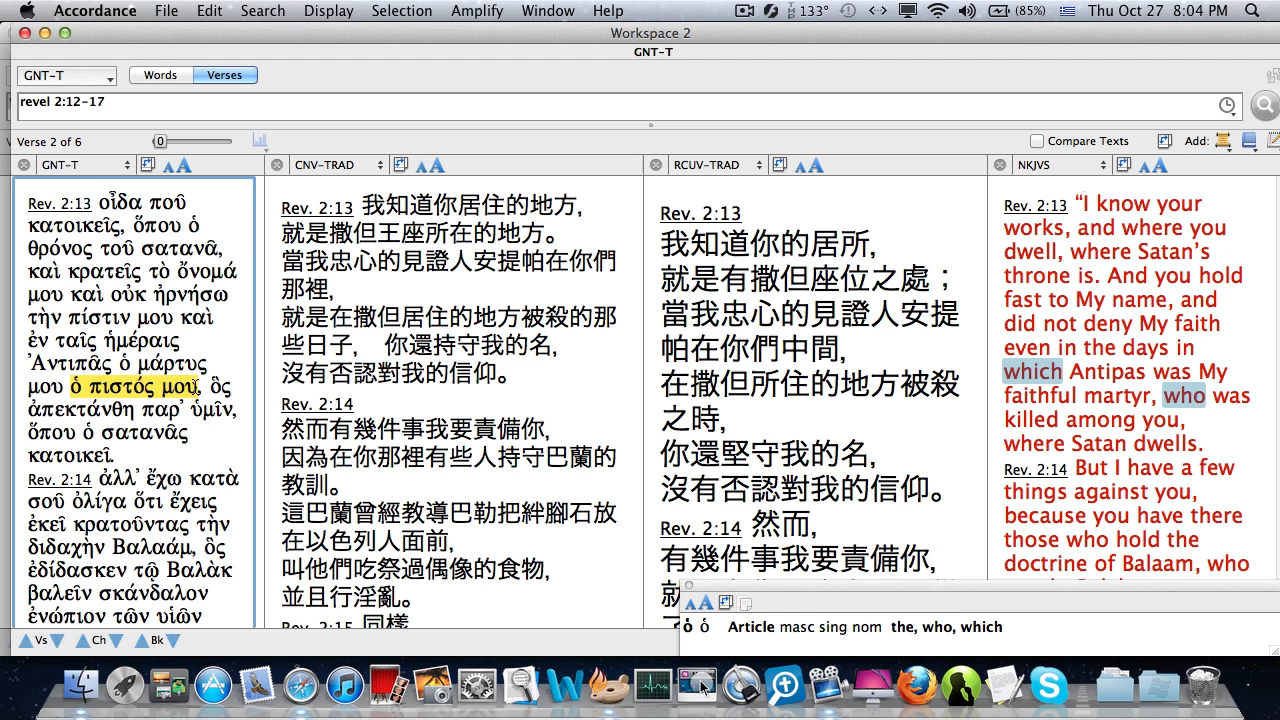 Accordance File Edit Search Display Selection Amplify Window Help 133° (85%) Thu Oct 27 8:04 PM
Workspace 2
GNT-T
GNT-T Words Verses
revel 2:12-17
Verse 2 of 6 0 Compare Texts Add:
GNT-T
Rev. 2:13 οἶδα ποῦ
κατοικεῖς, ὅπου ὁ
θρόνος τοῦ σατανᾶ,
καὶ κρατεῖς τὸ ὄνομά
μου καὶ οὐκ ἠρνήσω
τὴν πίστιν μου καὶ
ἐν ταῖς ἡμέραις
Ἀντιπᾶς ὁ μάρτυς
μου ὁ πιστός μου, ὃς
ἀπεκτάνθη παρ’ ὑμῖν,
ὅπου ὁ σατανᾶς
κατοικεῖ.
Rev. 2:14 ἀλλ’ ἔχω κατὰ
σοῦ ὀλίγα ὅτι ἔχεις
ἐκεῖ κρατοῦντας τὴν
διδαχὴν Βαλαάμ, ὃς
ἐδίδασκεν τῷ Βαλὰκ
βαλεῖν σκάνδαλον
ἐνώπιον τῶν υἱῶν
CNV-TRAD
Rev. 2:13 我知道你居住的地方,
就是撒但王座所在的地方。
當我忠心的見證人安提帕在你們
那裡,
就是在撒但居住的地方被殺的那
些日子, 你還持守我的名,
沒有否認對我的信仰。
Rev. 2:14
然而有幾件事我要責備你,
因為在你那裡有些人持守巴蘭的
教訓。
這巴蘭曾經教導巴勒把絆腳石放
在以色列人面前,
叫他們吃祭過偶像的食物,
並且行淫亂。
Rev. 2:15 同樣
RCUV-TRAD
Rev. 2:13
我知道你的居所,
就是有撒但座位之處；
當我忠心的見證人安提
帕在你們中間,
在撒但所住的地方被殺
之時,
你還堅守我的名,
沒有否認對我的信仰。
Rev. 2:14 然而,
有幾件事我要責備你,
NKJVS
Rev. 2:13 “I know your
works, and where you
dwell, where Satan’s
throne is. And you hold
fast to My name, and
did not deny My faith
even in the days in
which Antipas was My
faithful martyr, who was
killed among you,
where Satan dwells.
Rev. 2:14 But I have a few
things against you,
because you have there
those who hold the
doctrine of Balaam, who
Vs Ch Bk
ὁ ὁ Article masc sing nom the, who, which